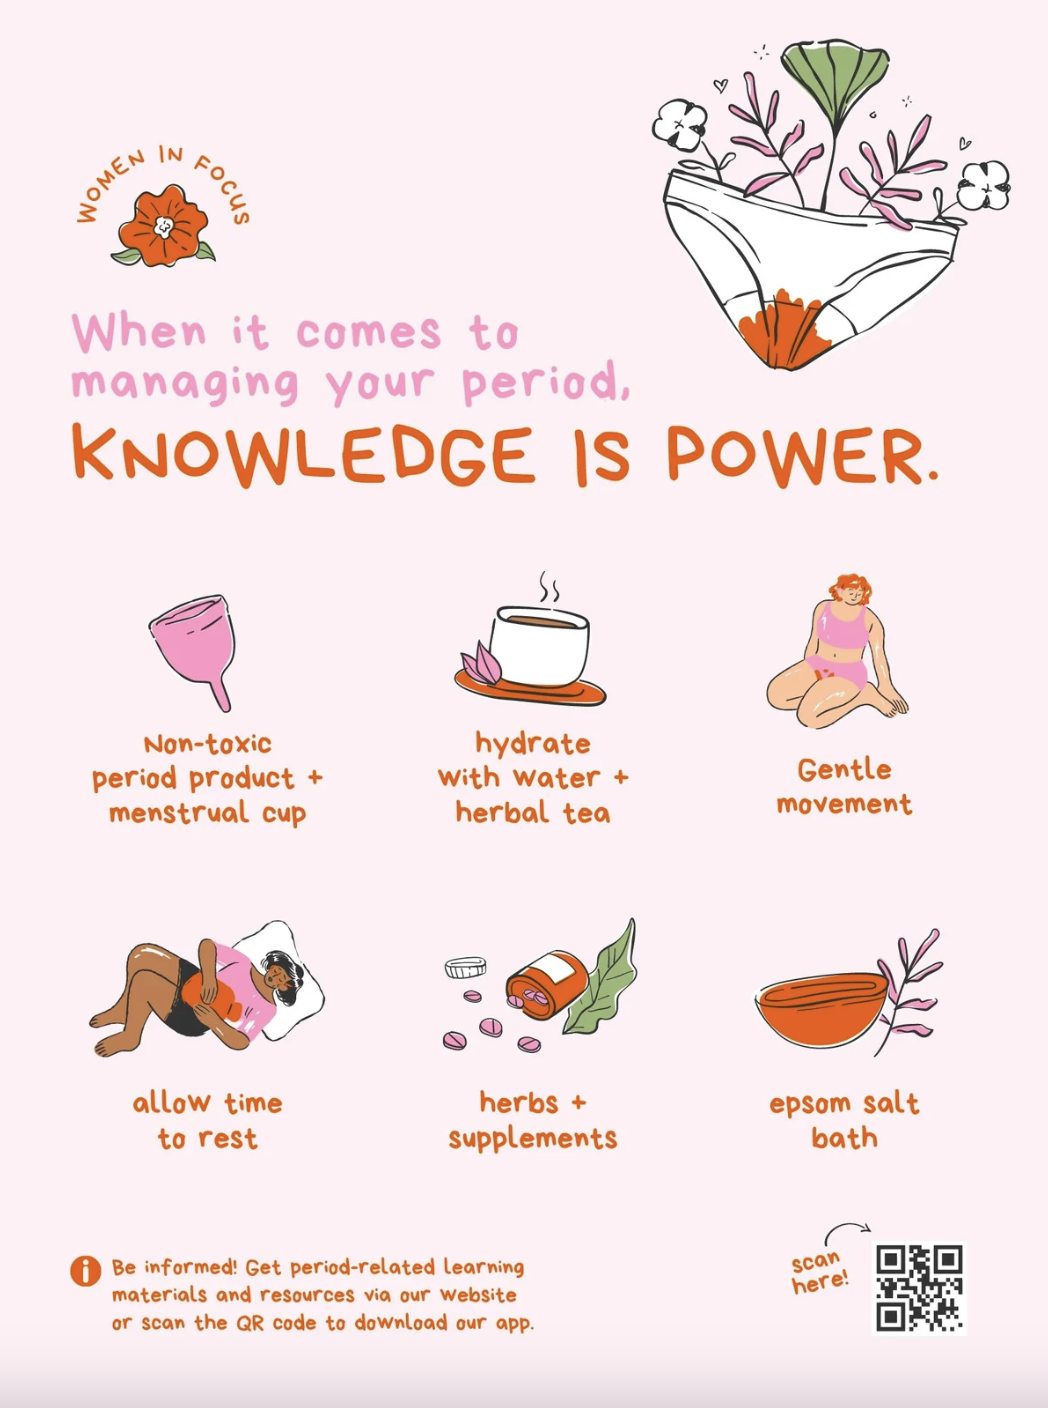 WOMEN IN FOCUS
When it comes to
managing your period,
KNOWLEDGE IS POWER.
Non-toxic
period product +
menstrual cup
hydrate
with water +
herbal tea
Gentle
movement
allow time
to rest
herbs +
supplements
epsom salt
bath
i
Be informed! Get period-related learning
materials and resources via our website
or scan the QR code to download our app.
scan
here!